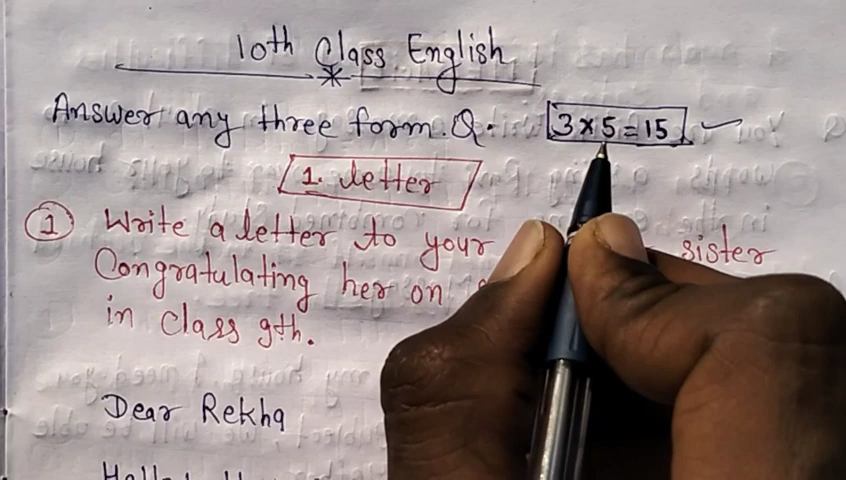 10th Class English
Answer any three form. Q. 3 × 5 = 15
1. Letter
① Write a letter to your sister
Congratulating her on
in class 9th.
Dear Rekha